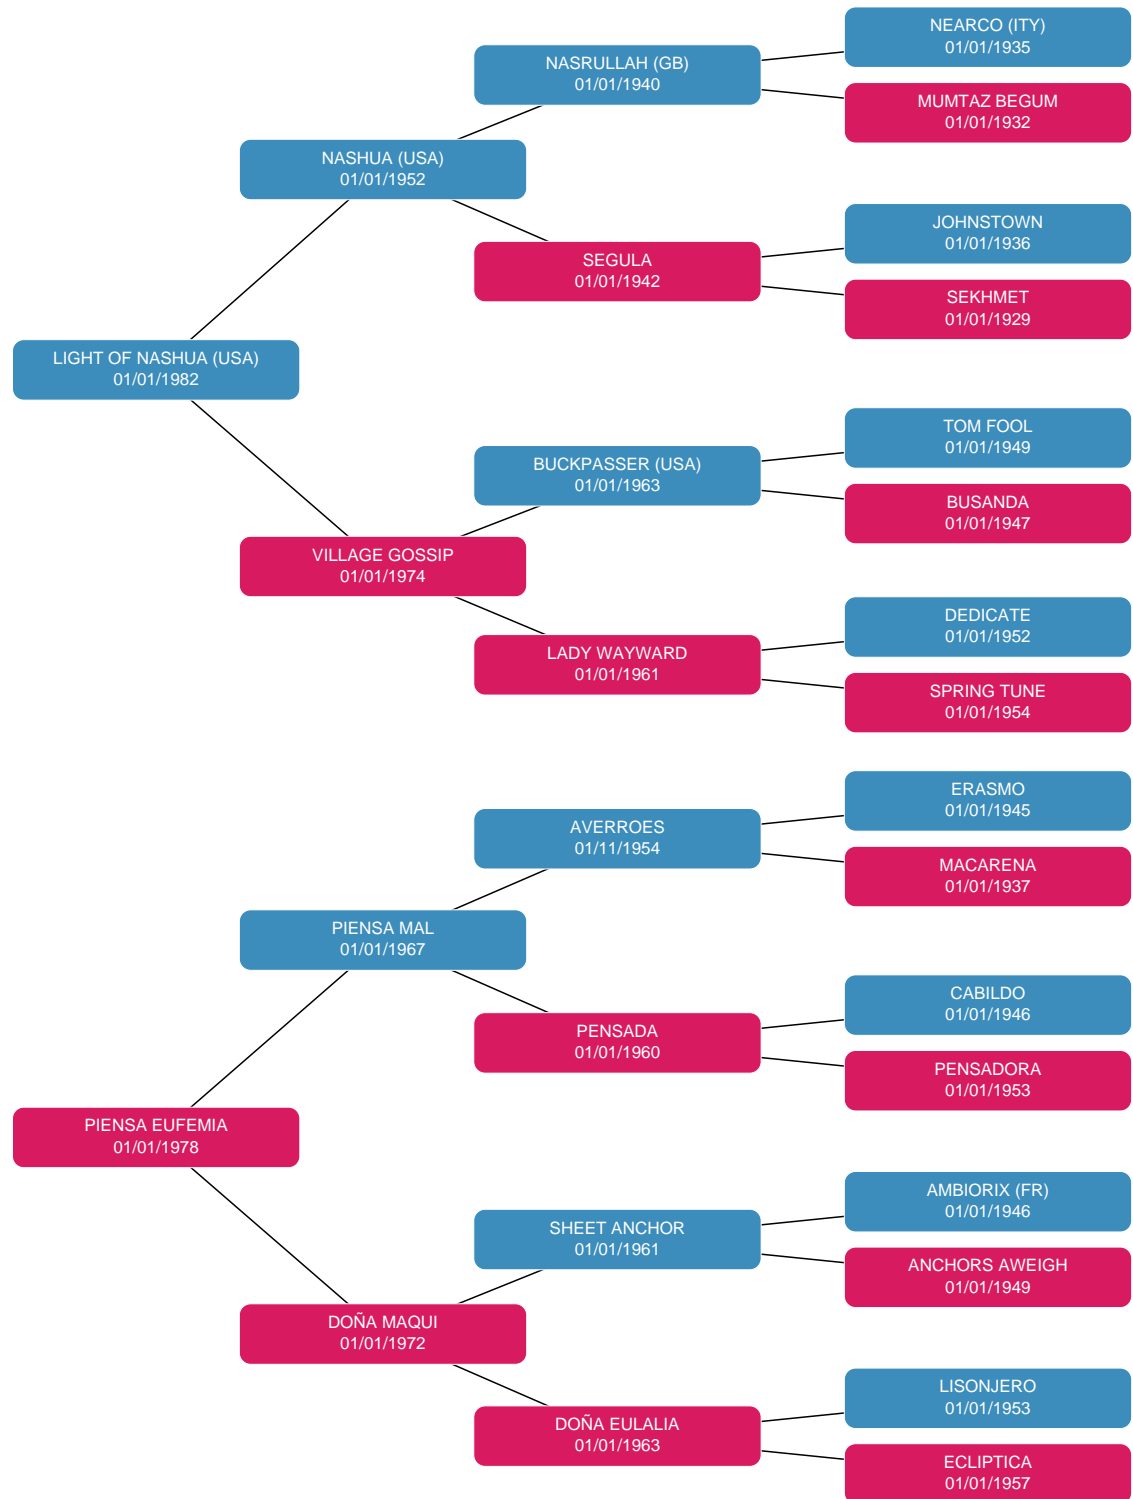 NEARCO (ITY)
01/01/1935
NASRULLAH (GB)
01/01/1940
MUMTAZ BEGUM
01/01/1932
NASHUA (USA)
01/01/1952
JOHNSTOWN
01/01/1936
SEGULA
01/01/1942
SEKHMET
01/01/1929
LIGHT OF NASHUA (USA)
01/01/1982
TOM FOOL
01/01/1949
BUCKPASSER (USA)
01/01/1963
BUSANDA
01/01/1947
VILLAGE GOSSIP
01/01/1974
DEDICATE
01/01/1952
LADY WAYWARD
01/01/1961
SPRING TUNE
01/01/1954
ERASMO
01/01/1945
AVERROES
01/11/1954
MACARENA
01/01/1937
PIENSA MAL
01/01/1967
CABILDO
01/01/1946
PENSADA
01/01/1960
PENSADORA
01/01/1953
PIENSA EUFEMIA
01/01/1978
AMBIORIX (FR)
01/01/1946
SHEET ANCHOR
01/01/1961
ANCHORS AWEIGH
01/01/1949
DOÑA MAQUI
01/01/1972
LISONJERO
01/01/1953
DOÑA EULALIA
01/01/1963
ECLIPTICA
01/01/1957